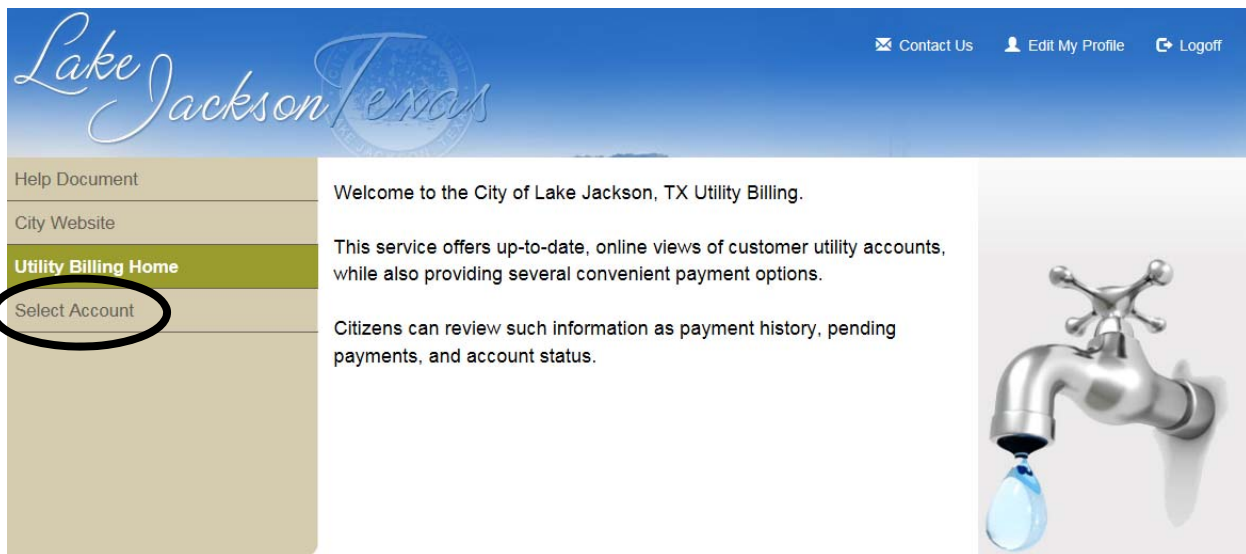 Lake Jackson Texas
Contact Us
Edit My Profile
Logoff
Help Document
City Website
Utility Billing Home
Select Account
Welcome to the City of Lake Jackson, TX Utility Billing.
This service offers up-to-date, online views of customer utility accounts,
while also providing several convenient payment options.
Citizens can review such information as payment history, pending
payments, and account status.